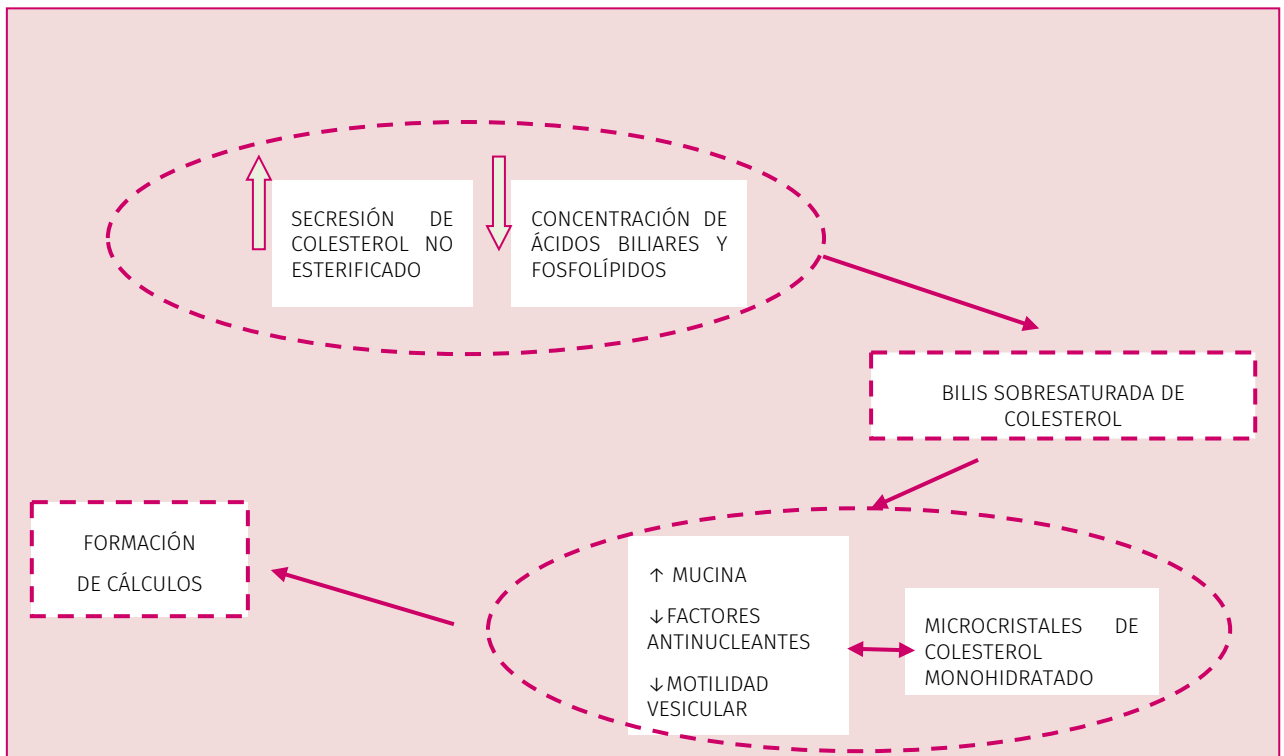 SECRESIÓN DE
COLESTEROL NO
ESTERIFICADO
CONCENTRACIÓN DE
ÁCIDOS BILIARES Y
FOSFOLÍPIDOS
BILIS SOBRESATURADA DE
COLESTEROL
FORMACIÓN
DE CÁLCULOS
↑ MUCINA
↓FACTORES
ANTINUCLEANTES
↓MOTILIDAD
VESICULAR
MICROCRISTALES DE
COLESTEROL
MONOHIDRATADO